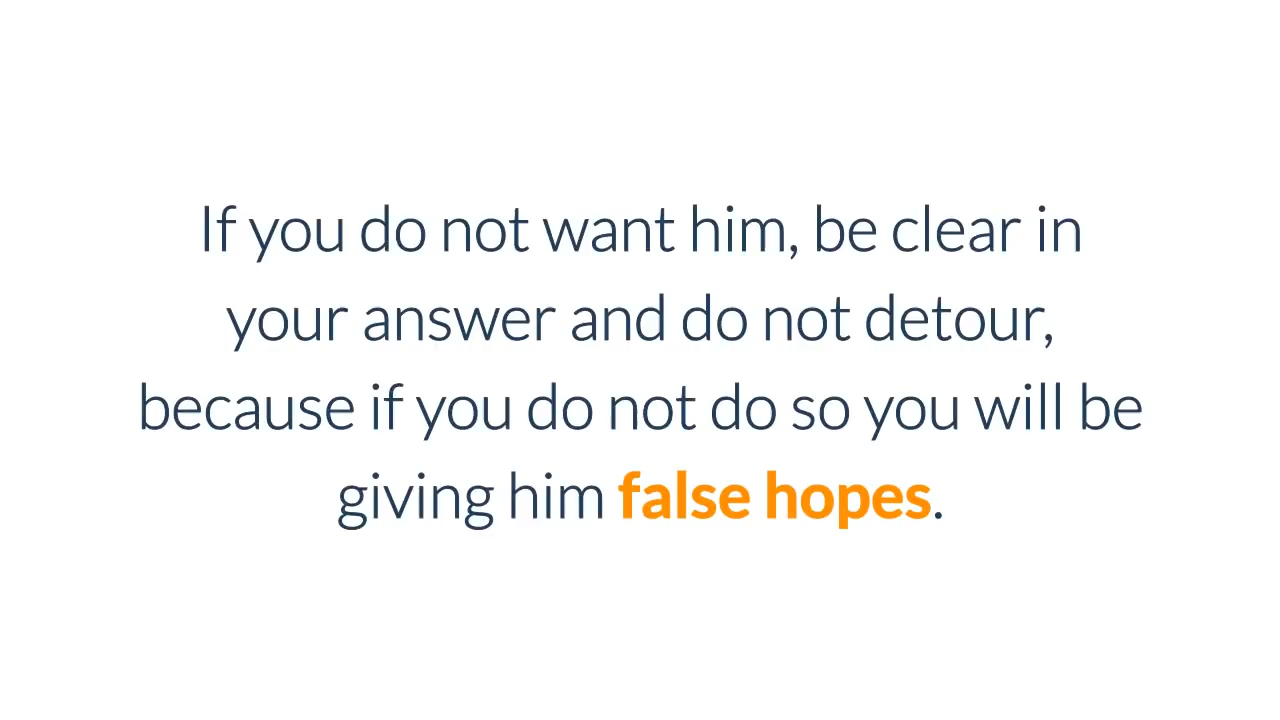 If you do not want him, be clear in
your answer and do not detour,
because if you do not do so you will be
giving him false hopes.